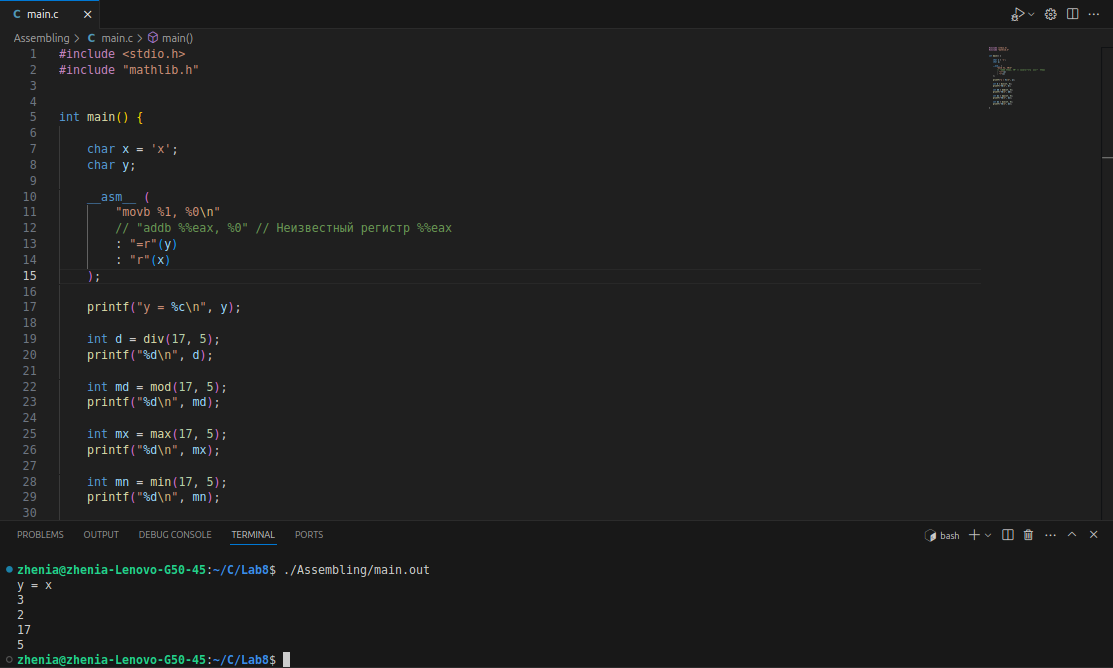 C main.c ×
Assembling > C main.c > main()
1 #include <stdio.h>
2 #include "mathlib.h"
3
4
5 int main() {
6
7 char x = 'x';
8 char y;
9
10 __asm__ (
11 "movb %1, %0\n"
12 // "addb %%eax, %0" // Неизвестный регистр %%eax
13 : "=r"(y)
14 : "r"(x)
15 );
16
17 printf("y = %c\n", y);
18
19 int d = div(17, 5);
20 printf("%d\n", d);
21
22 int md = mod(17, 5);
23 printf("%d\n", md);
24
25 int mx = max(17, 5);
26 printf("%d\n", mx);
27
28 int mn = min(17, 5);
29 printf("%d\n", mn);
30
PROBLEMS OUTPUT DEBUG CONSOLE TERMINAL PORTS bash
zhenia@zhenia-Lenovo-G50-45:~/C/Lab8$ ./Assembling/main.out
y = x
3
2
17
5
zhenia@zhenia-Lenovo-G50-45:~/C/Lab8$